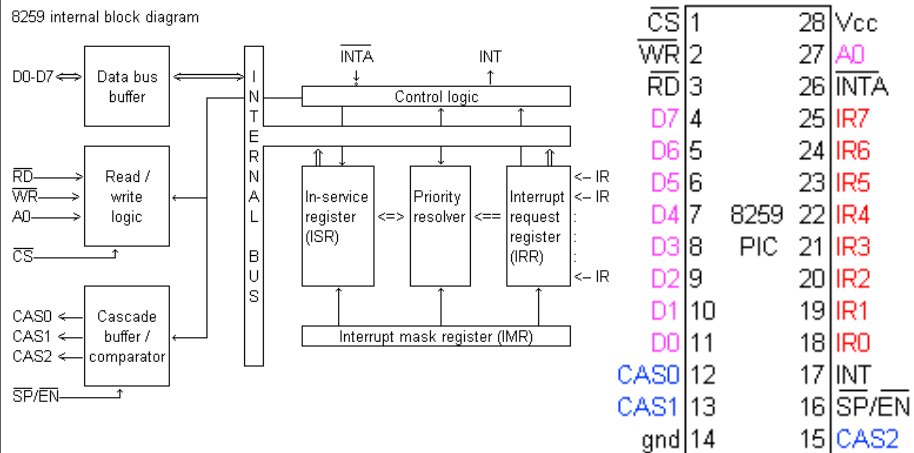 8259 internal block diagram
D0-D7
Data bus
buffer
RD
WR
A0
CS
Read /
write
logic
CAS0
CAS1
CAS2
SP/EN
Cascade
buffer /
comparator
INTERNAL BUS
INTA
INT
Control logic
In-service
register
(ISR)
<=>
Priority
resolver
<==
Interrupt
request
register
(IRR)
<– IR
<– IR
:
:
<– IR
Interrupt mask register (IMR)
CS 1 28 Vcc
WR 2 27 A0
RD 3 26 INTA
D7 4 25 IR7
D6 5 24 IR6
D5 6 23 IR5
D4 7 8259 22 IR4
D3 8 PIC 21 IR3
D2 9 20 IR2
D1 10 19 IR1
D0 11 18 IR0
CAS0 12 17 INT
CAS1 13 16 SP/EN
gnd 14 15 CAS2